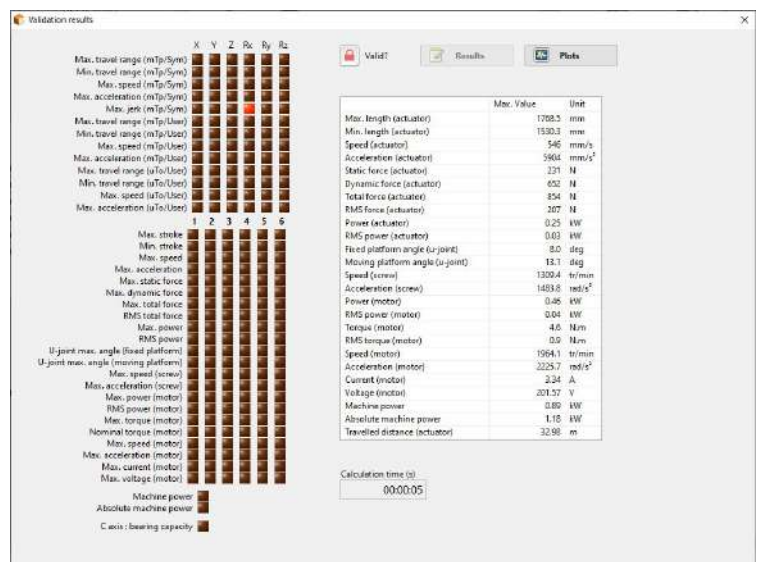 Validation results
X Y Z Rx Ry Rz
Max. travel range (mTp/Sym)
Min. travel range (mTp/Sym)
Max. speed (mTp/Sym)
Max. acceleration (mTp/Sym)
Max. jerk (mTp/Sym)
Max. travel range (mTp/User)
Min. travel range (mTp/User)
Max. speed (mTp/User)
Max. acceleration (mTp/User)
Max. travel range (uTo/User)
Min. travel range (uTo/User)
Max. speed (uTo/User)
Max. acceleration (uTo/User)
1 2 3 4 5 6
Max. stroke
Min. stroke
Max. speed
Max. acceleration
Max. static force
Max. dynamic force
Max. total force
RMS total force
Max. power
RMS power
U-joint max. angle (fixed platform)
U-joint max. angle (moving platform)
Max. speed (screw)
Max. acceleration (screw)
Max. power (motor)
RMS power (motor)
Max. torque (motor)
Nominal torque (motor)
Max. speed (motor)
Max. acceleration (motor)
Max. current (motor)
Max. voltage (motor)
Machine power
Absolute machine power
C axis : bearing capacity
Valid?
Results
Plots
Max. Value Unit
Max. length (actuator) 1768.5 mm
Min. length (actuator) 1530.3 mm
Speed (actuator) 546 mm/s
Acceleration (actuator) 5904 mm/s²
Static force (actuator) 231 N
Dynamic force (actuator) 652 N
Total force (actuator) 854 N
RMS force (actuator) 207 N
Power (actuator) 0.25 kW
RMS power (actuator) 0.03 kW
Fixed platform angle (u-joint) 8.0 deg
Moving platform angle (u-joint) 13.1 deg
Speed (screw) 1309.4 tr/min
Acceleration (screw) 1483.8 rad/s²
Power (motor) 0.46 kW
RMS power (motor) 0.04 kW
Torque (motor) 4.6 N.m
RMS torque (motor) 0.9 N.m
Speed (motor) 1964.1 tr/min
Acceleration (motor) 2225.7 rad/s²
Current (motor) 3.34 A
Voltage (motor) 201.57 V
Machine power 0.89 kW
Absolute machine power 1.18 kW
Travelled distance (actuator) 32.98 m
Calculation time (s)
00:00:05